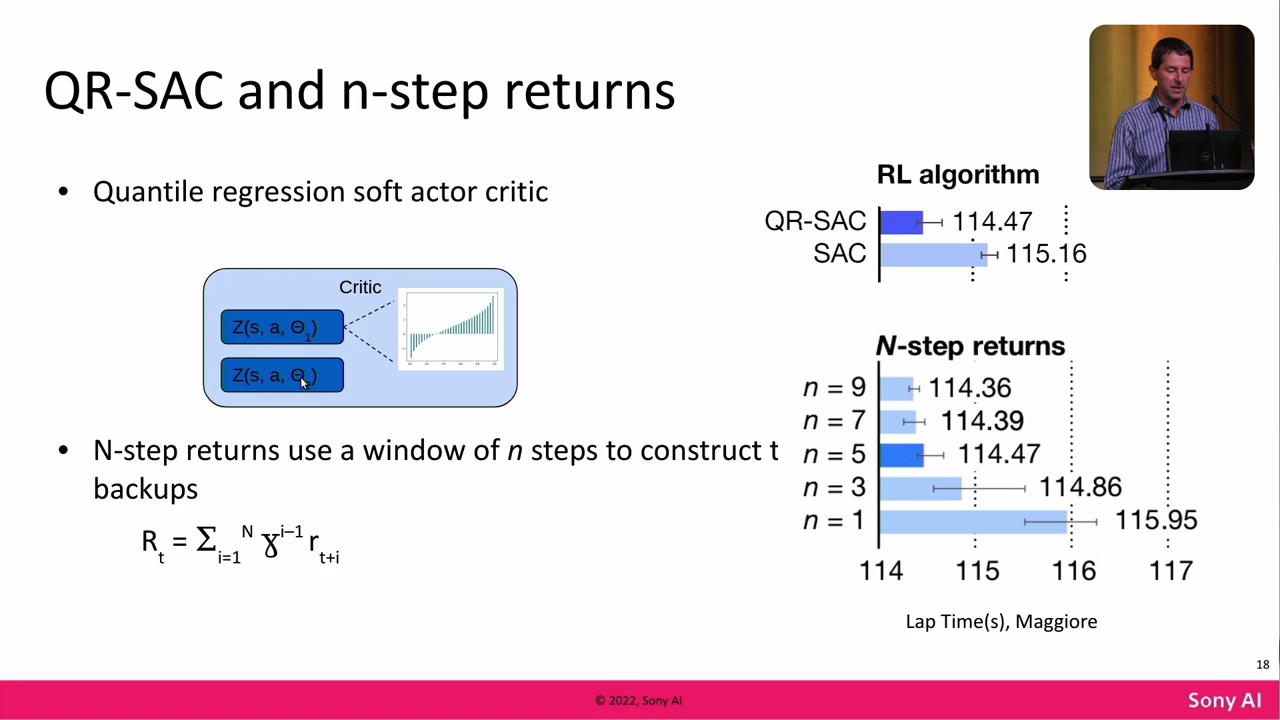 QR-SAC and n-step returns
• Quantile regression soft actor critic
Critic
Z(s, a, Θ1)
Z(s, a, Θ2)
• N-step returns use a window of n steps to construct t
backups
Rt = Σi=1 N ɣi–1 rt+i
RL algorithm
QR-SAC 114.47
SAC 115.16
N-step returns
n = 9 114.36
n = 7 114.39
n = 5 114.47
n = 3 114.86
n = 1 115.95
114 115 116 117
Lap Time(s), Maggiore
18
© 2022, Sony AI
Sony AI